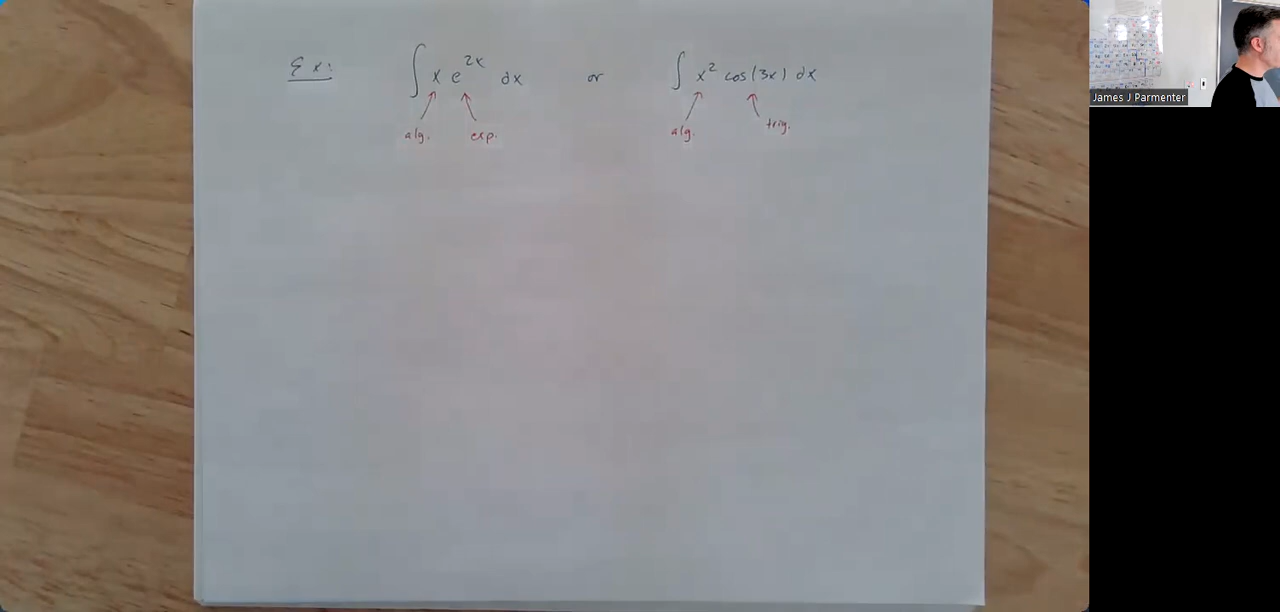 Ex: ∫ x e^{2x} dx or ∫ x² cos(3x) dx
alg. exp. alg. trig.
James J Parmenter